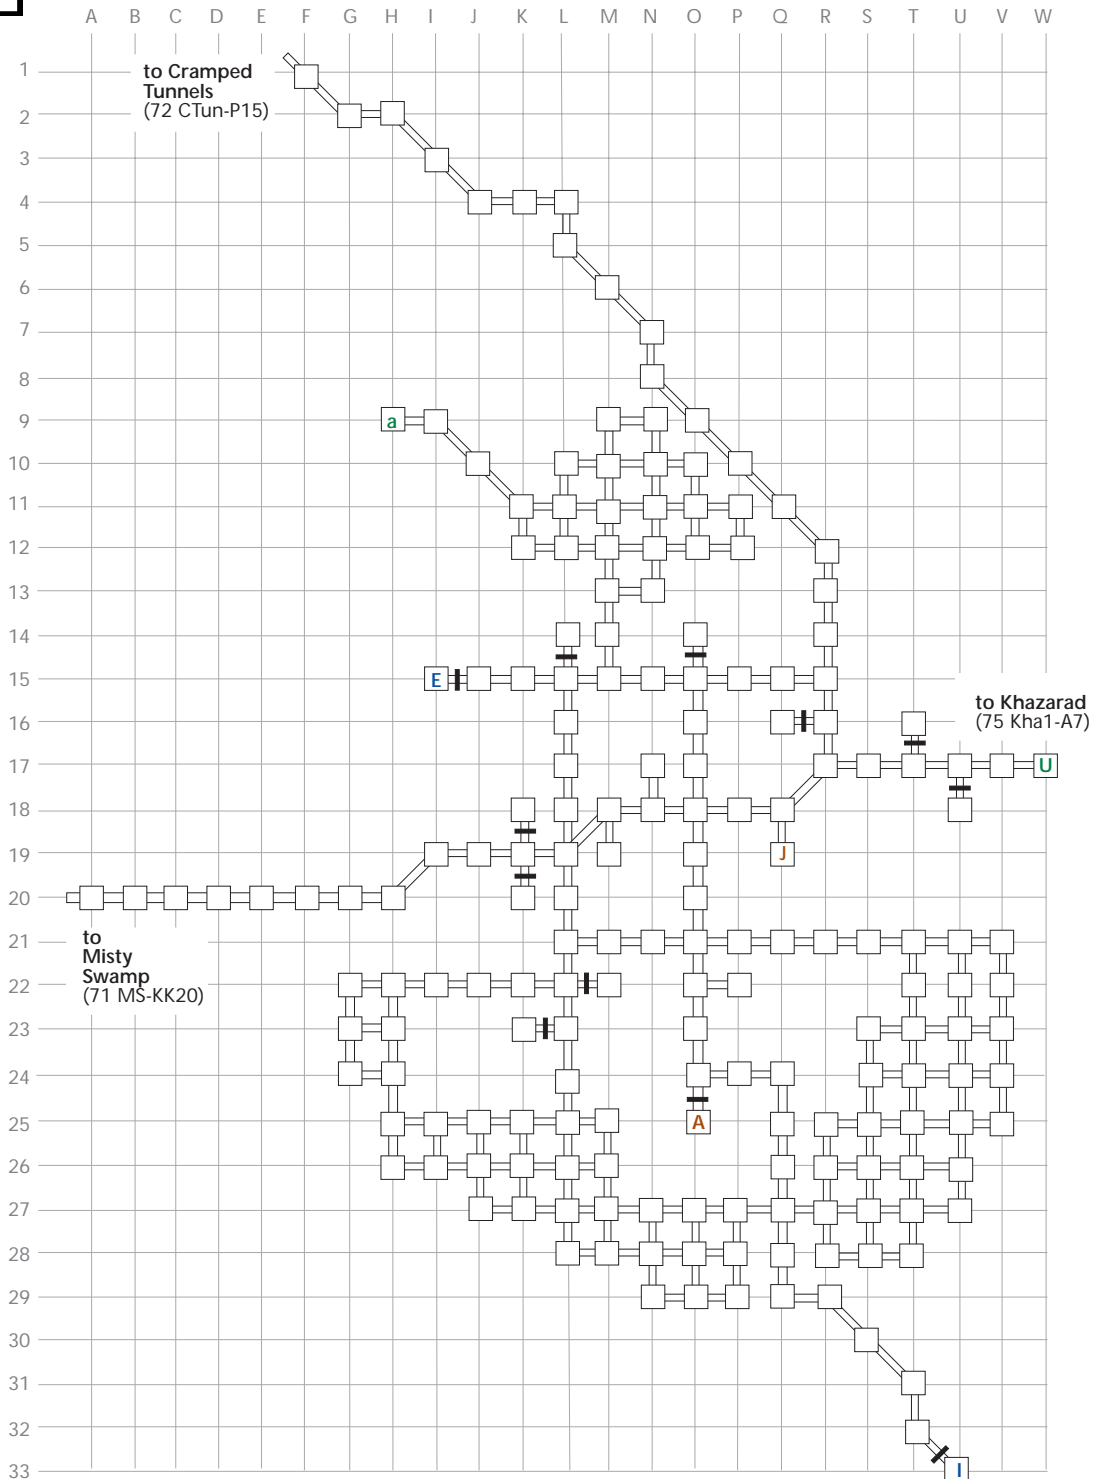 A B C D E F G H I J K L M N O P Q R S T U V W
1
to Cramped
Tunnels
(72 CTun-P15)
2
3
4
5
6
7
8
9
a
10
11
12
13
14
15
E
to Khazarad
(75 Kha1-A7)
16
17
U
18
19
J
20
to
Misty
Swamp
(71 MS-KK20)
21
22
23
24
25
A
26
27
28
29
30
31
32
33
I